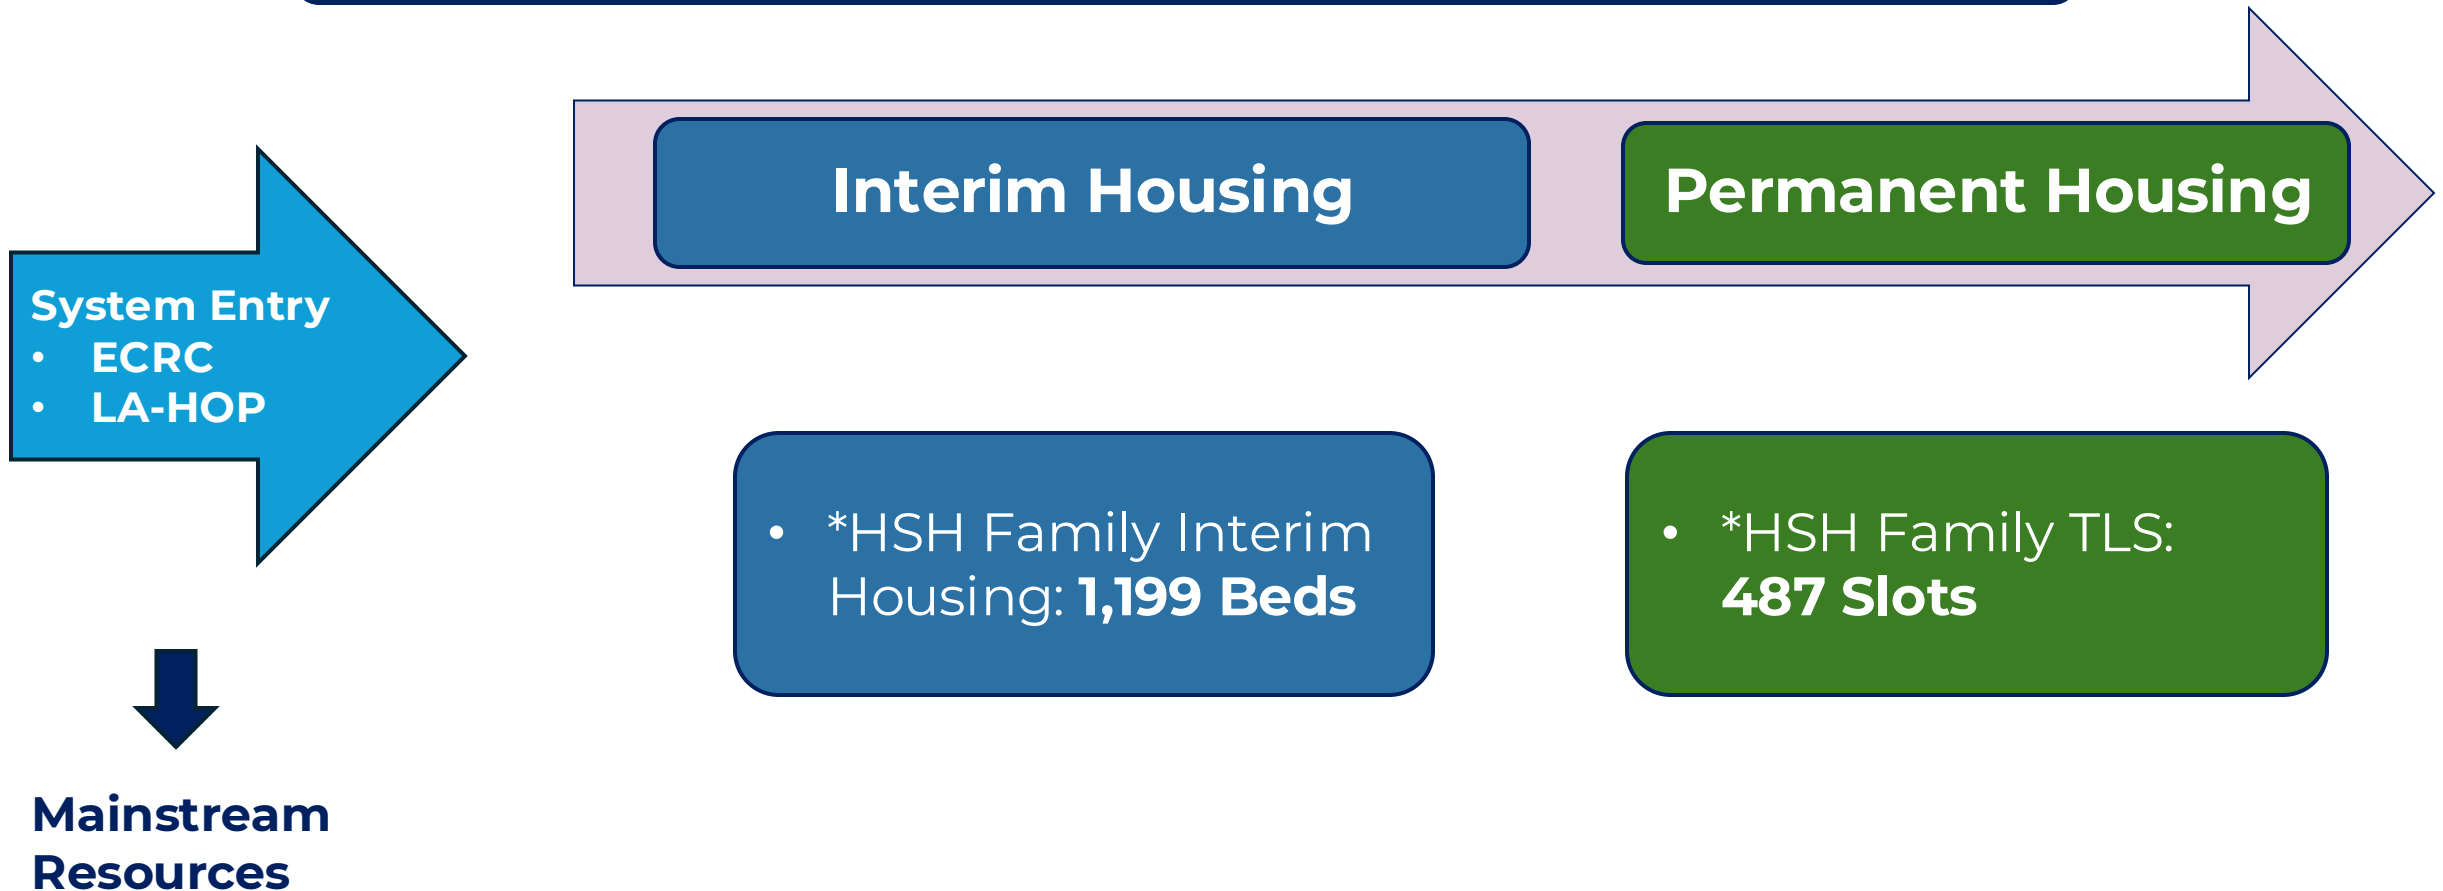 Interim Housing
Permanent Housing
System Entry
• ECRC
• LA-HOP
• *HSH Family Interim
Housing: 1,199 Beds
• *HSH Family TLS:
487 Slots
Mainstream
Resources